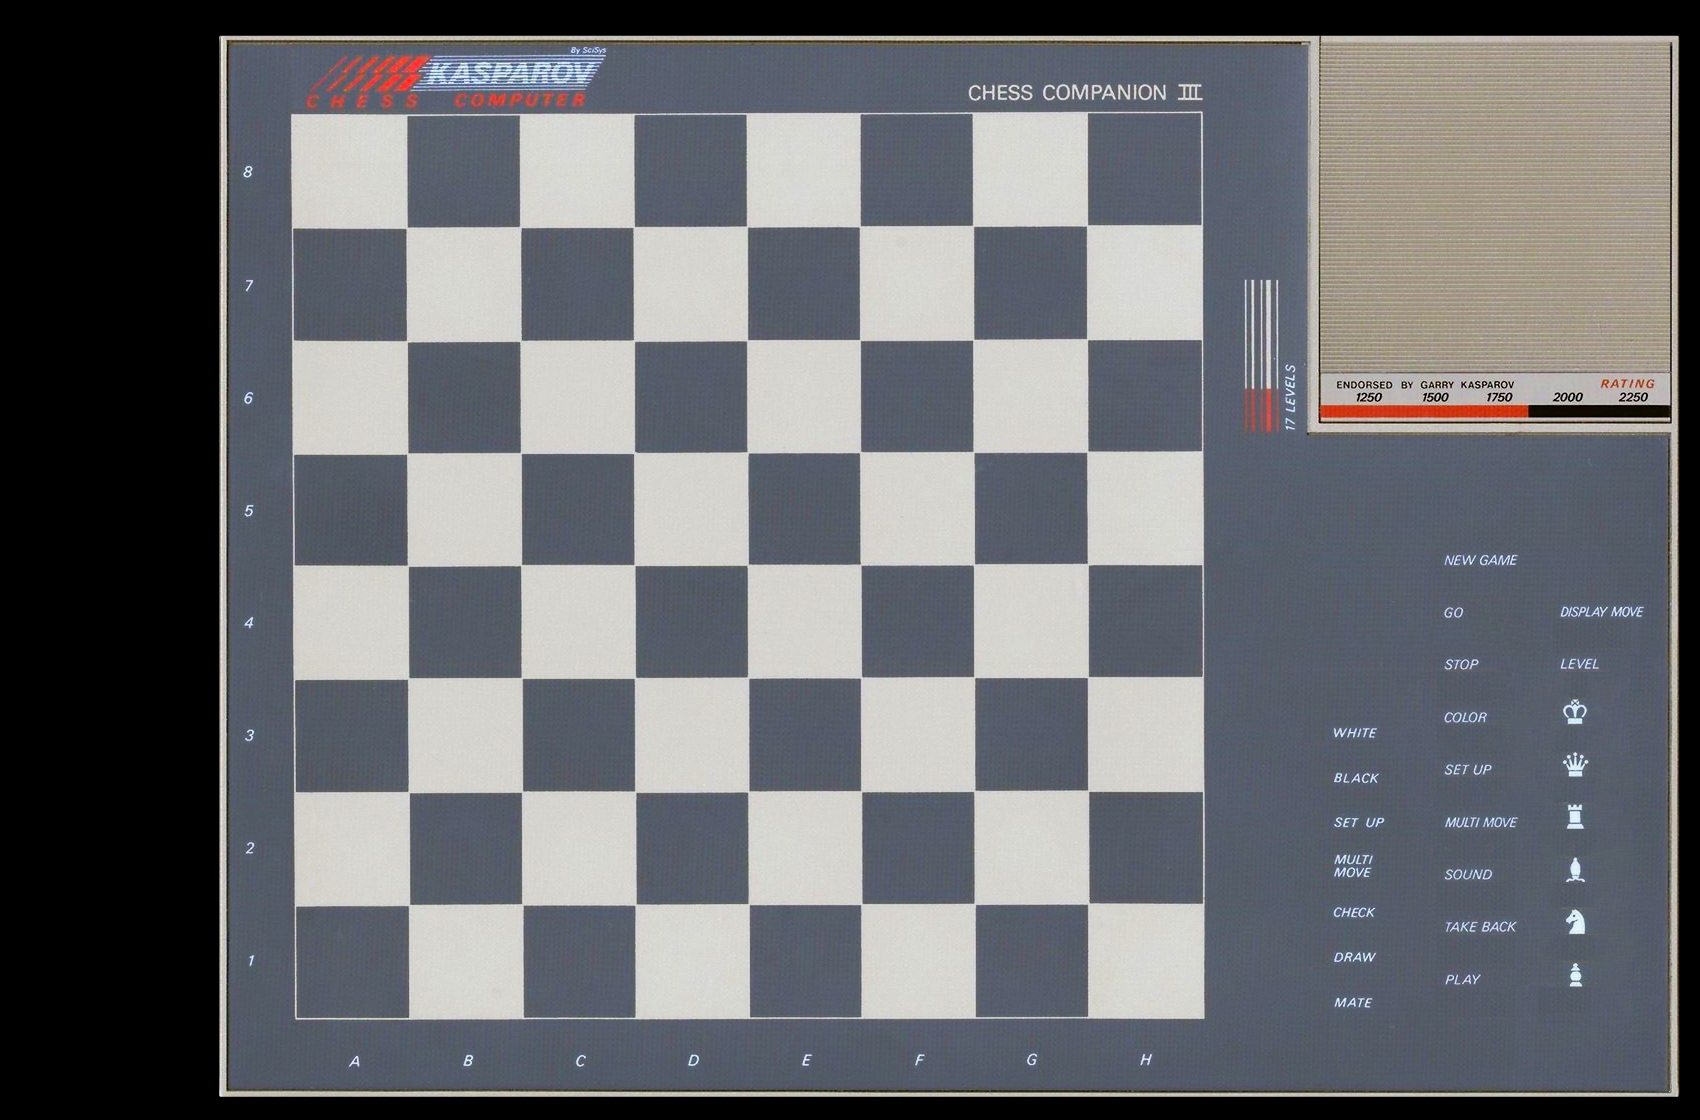 By SciSys
KASPAROV
CHESS COMPUTER
CHESS COMPANION III
8
7
6
5
4
3
2
1
A B C D E F G H
17 LEVELS
ENDORSED BY GARRY KASPAROV RATING
1250 1500 1750 2000 2250
WHITE
BLACK
SET UP
MULTI
MOVE
CHECK
DRAW
MATE
NEW GAME
GO
STOP
COLOR
SET UP
MULTI MOVE
SOUND
TAKE BACK
PLAY
DISPLAY MOVE
LEVEL